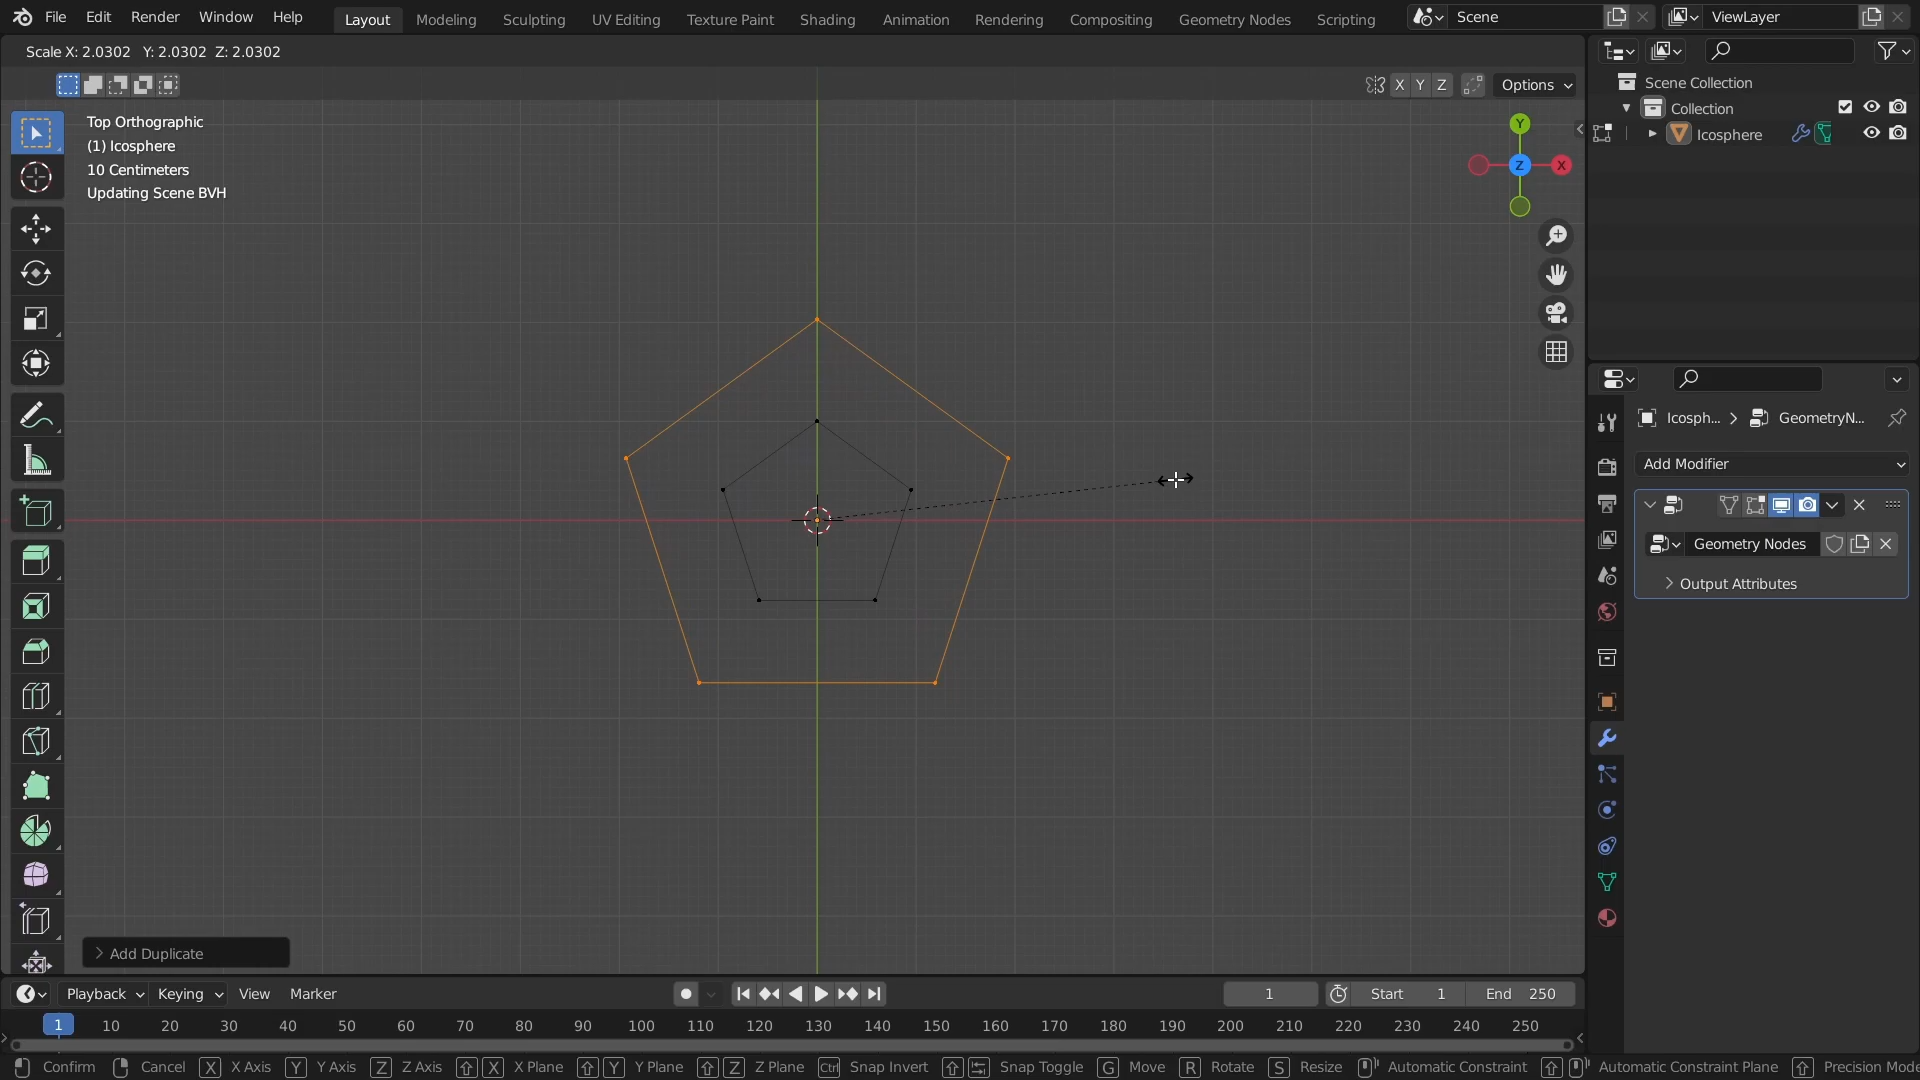 File Edit Render Window Help Layout Modeling Sculpting UV Editing Texture Paint Shading Animation Rendering Compositing Geometry Nodes Scripting Scene ViewLayer
Scale X: 2.0302 Y: 2.0302 Z: 2.0302
X Y Z Options
Top Orthographic
(1) Icosphere
10 Centimeters
Updating Scene BVH
Y
Z
X
Scene Collection
Collection
Icosphere
Icosph... > GeometryN...
Add Modifier
Geometry Nodes
Output Attributes
Add Duplicate
Playback Keying View Marker 1 Start 1 End 250
1 10 20 30 40 50 60 70 80 90 100 110 120 130 140 150 160 170 180 190 200 210 220 230 240 250
Confirm Cancel X X Axis Y Y Axis Z Z Axis X X Plane Y Y Plane Z Z Plane Ctrl Snap Invert Snap Toggle G Move R Rotate S Resize Automatic Constraint Automatic Constraint Plane Precision Mode